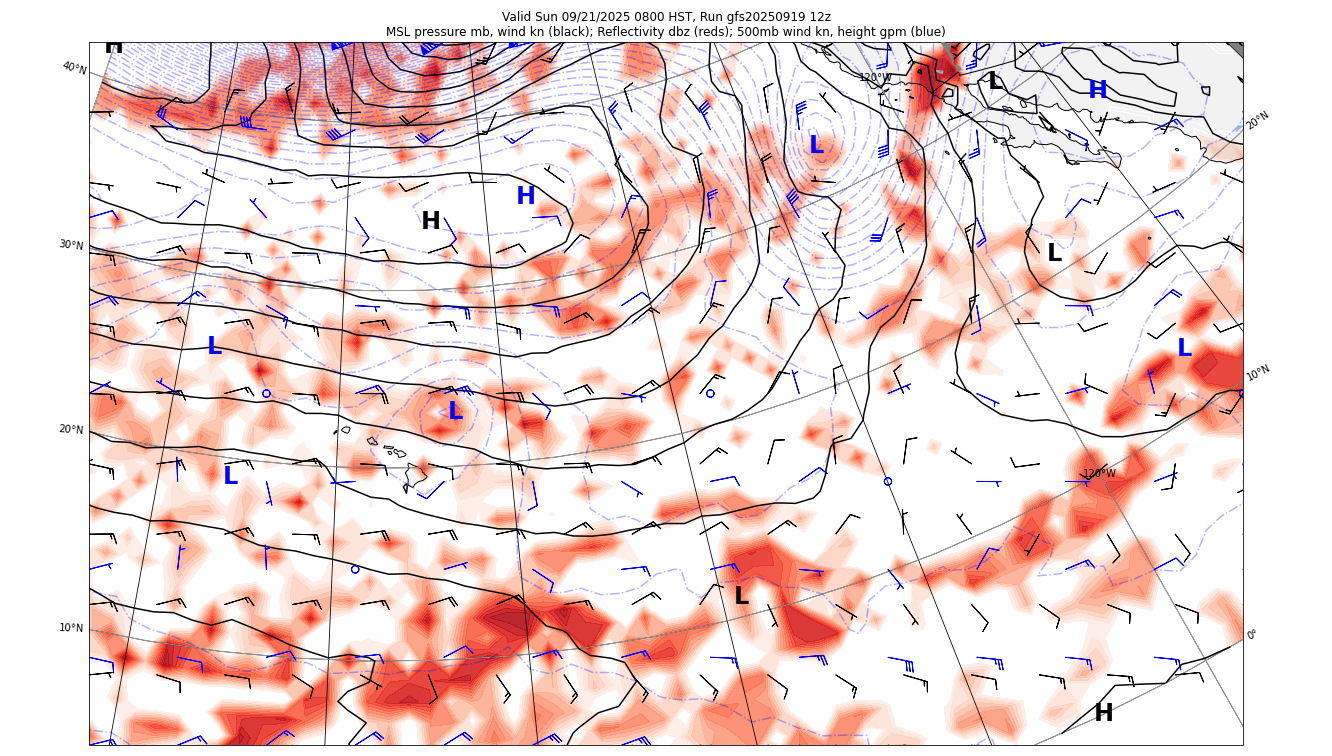 Valid Sun 09/21/2025 0800 HST, Run gfs20250919 12z
MSL pressure mb, wind kn (black); Reflectivity dbz (reds); 500mb wind kn, height gpm (blue)
H
40°N
120°W
L
H
20°N
L
H
H
30°N
L
L
L
10°N
L
20°N
L
120°W
L
L
10°N
0°
H